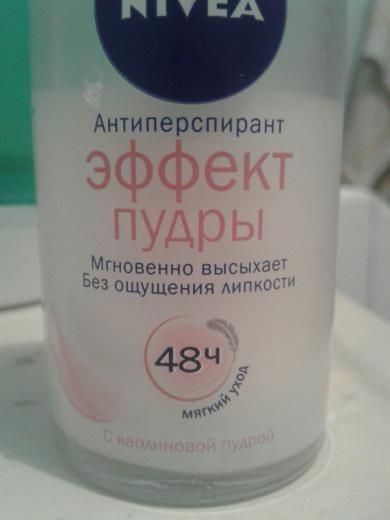 NIVEA
Антиперспирант
эффект
пудры
Мгновенно высыхает
Без ощущения липкости
48ч
мягкий уход
С каолиновой пудрой